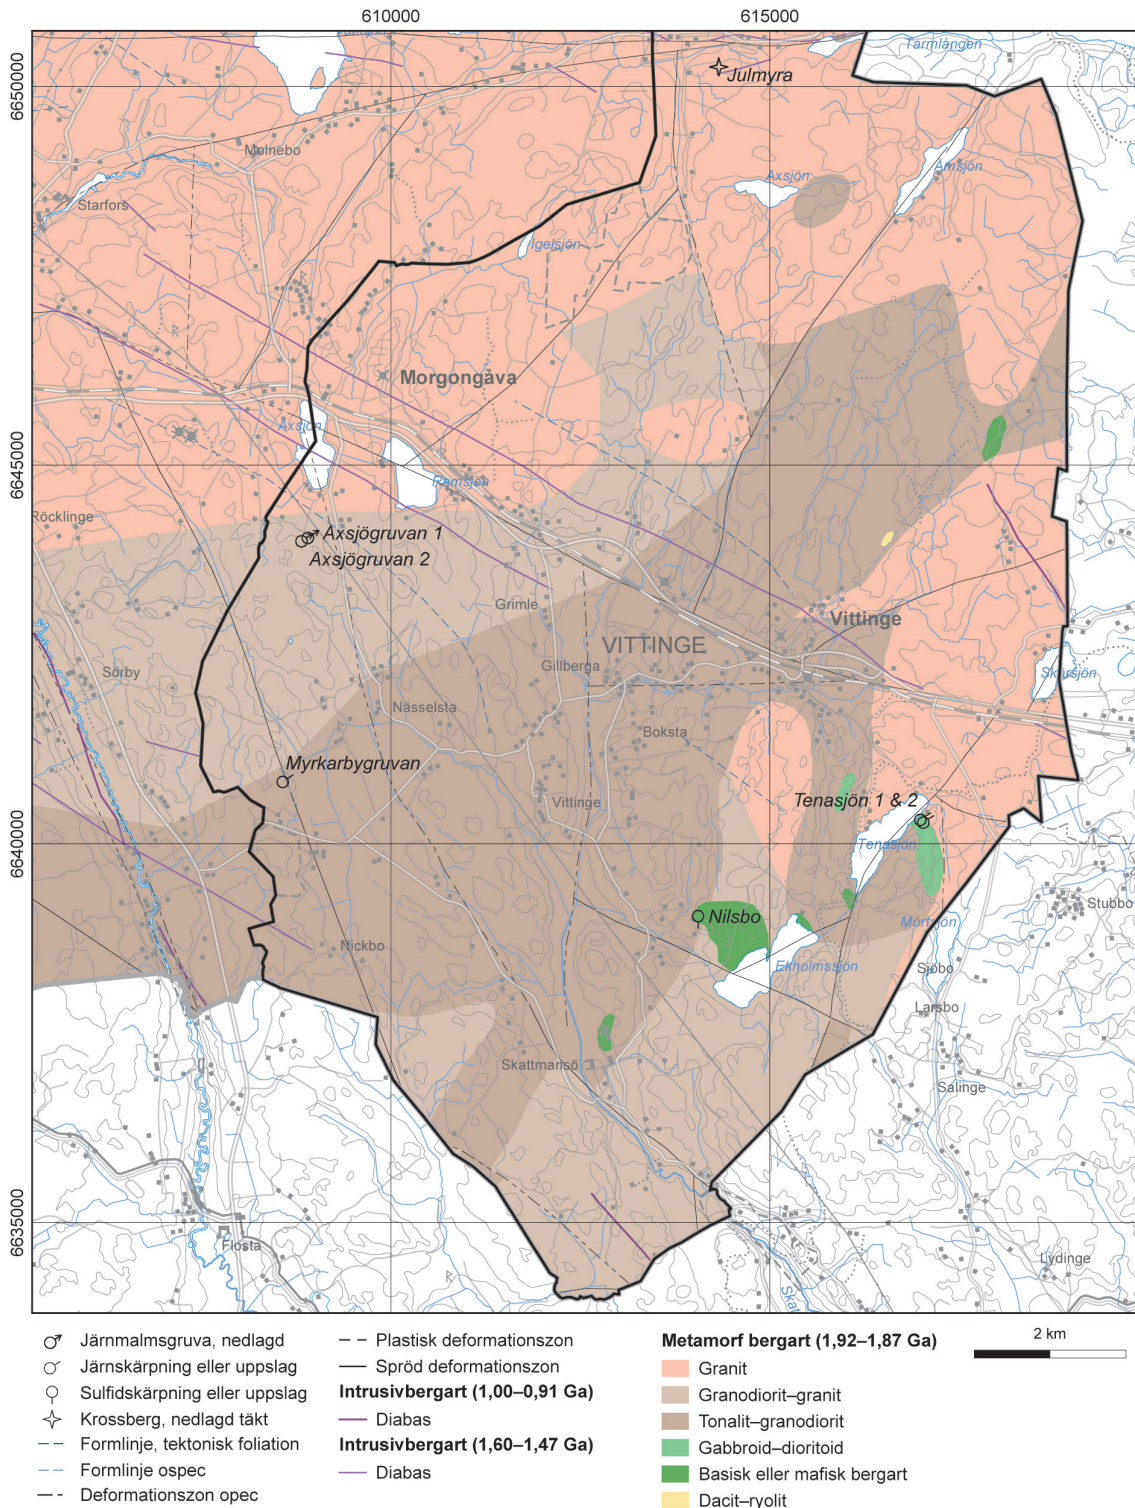 610000
615000
6650000
6645000
6640000
6635000
Tarmlången
Julmyra
Molnebo
Starfors
Axsjön
Åmsjön
Igelsjön
Morgongåva
Axsjön
Ramsjön
Röcklinge
Axsjögruvan 1
Axsjögruvan 2
Grimle
Vittinge
VITTINGE
Gillberga
Sörby
Skarsjön
Nässelsta
Boksta
Myrkarbygruvan
Vittinge
Tenasjön 1 & 2
Tenasjön
Stubbo
Nilsbo
Mörtsjön
Nickbo
Ekholmssjön
Sjöbo
Larsbo
Skattmansö
Salinge
Flosta
Lydinge
Skat
Järnmalmsgruva, nedlagd
Järnskärpning eller uppslag
Sulfidskärpning eller uppslag
Krossberg, nedlagd täkt
Formlinje, tektonisk foliation
Formlinje ospec
Deformationszon opec
Plastisk deformationszon
Spröd deformationszon
Intrusivbergart (1,00–0,91 Ga)
Diabas
Intrusivbergart (1,60–1,47 Ga)
Diabas
Metamorf bergart (1,92–1,87 Ga)
Granit
Granodiorit–granit
Tonalit–granodiorit
Gabbroid–dioritoid
Basisk eller mafisk bergart
Dacit–ryolit
2 km